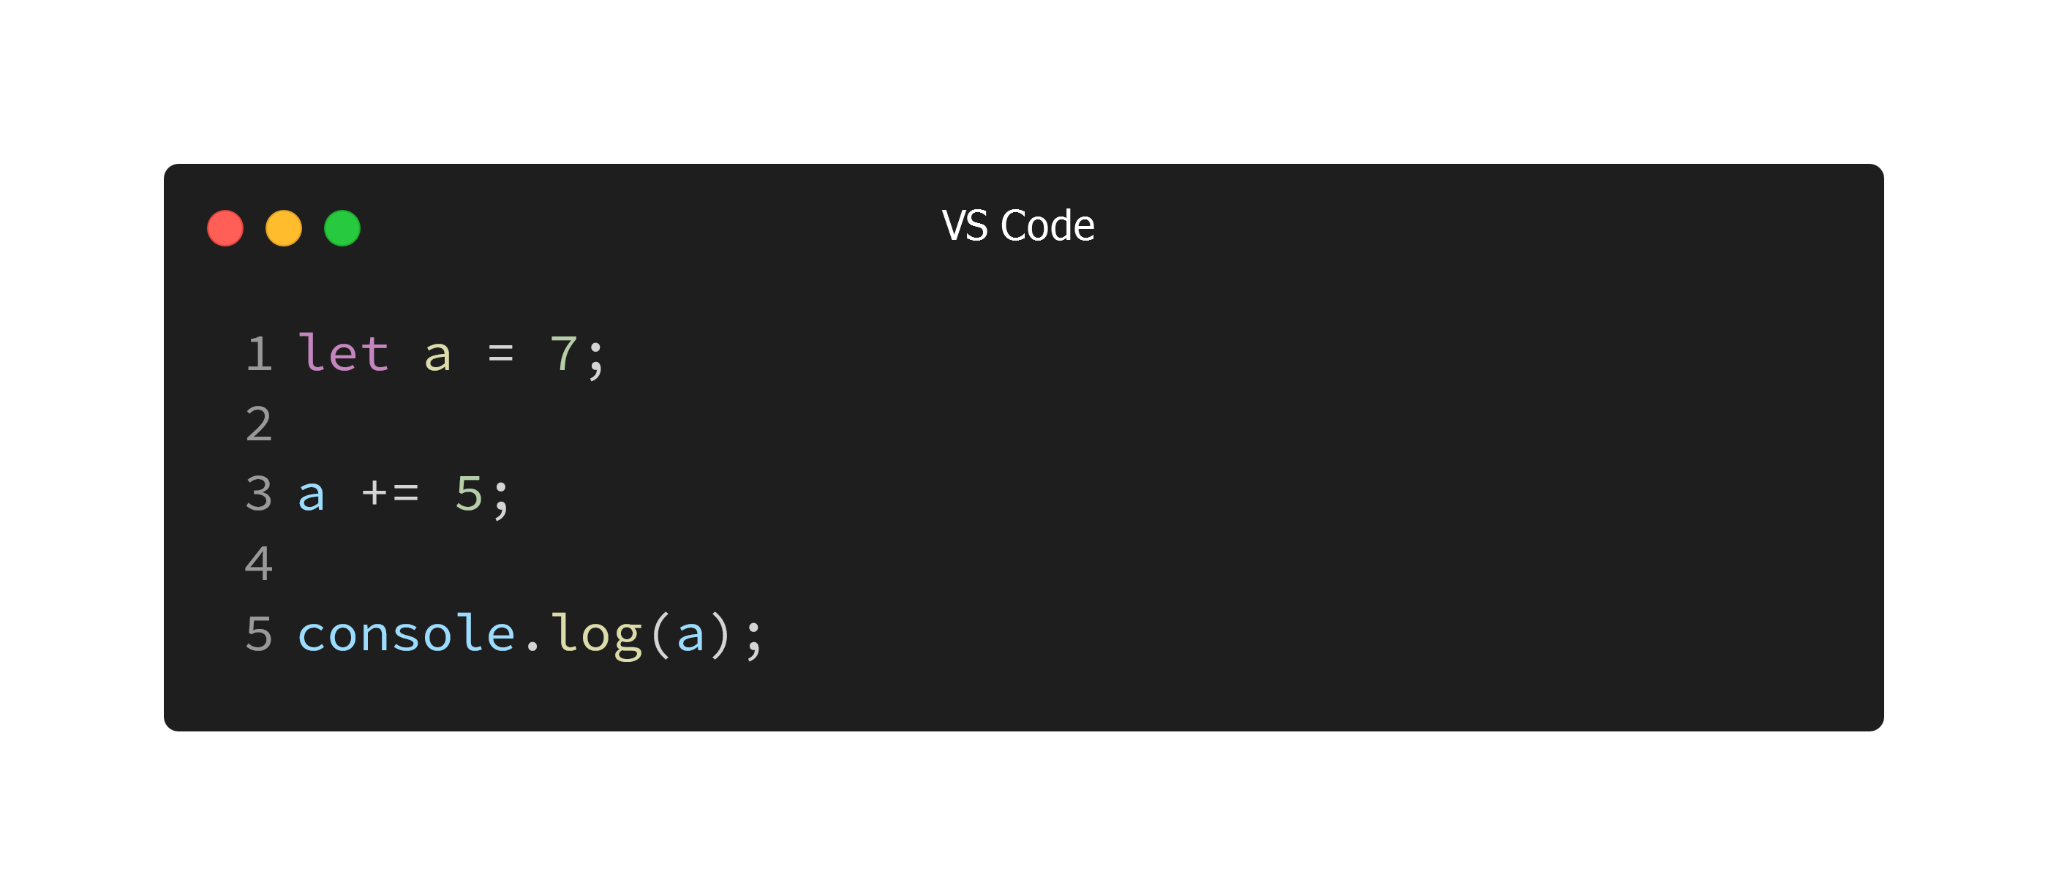 VS Code
1 let a = 7;
2
3 a += 5;
4
5 console.log(a);